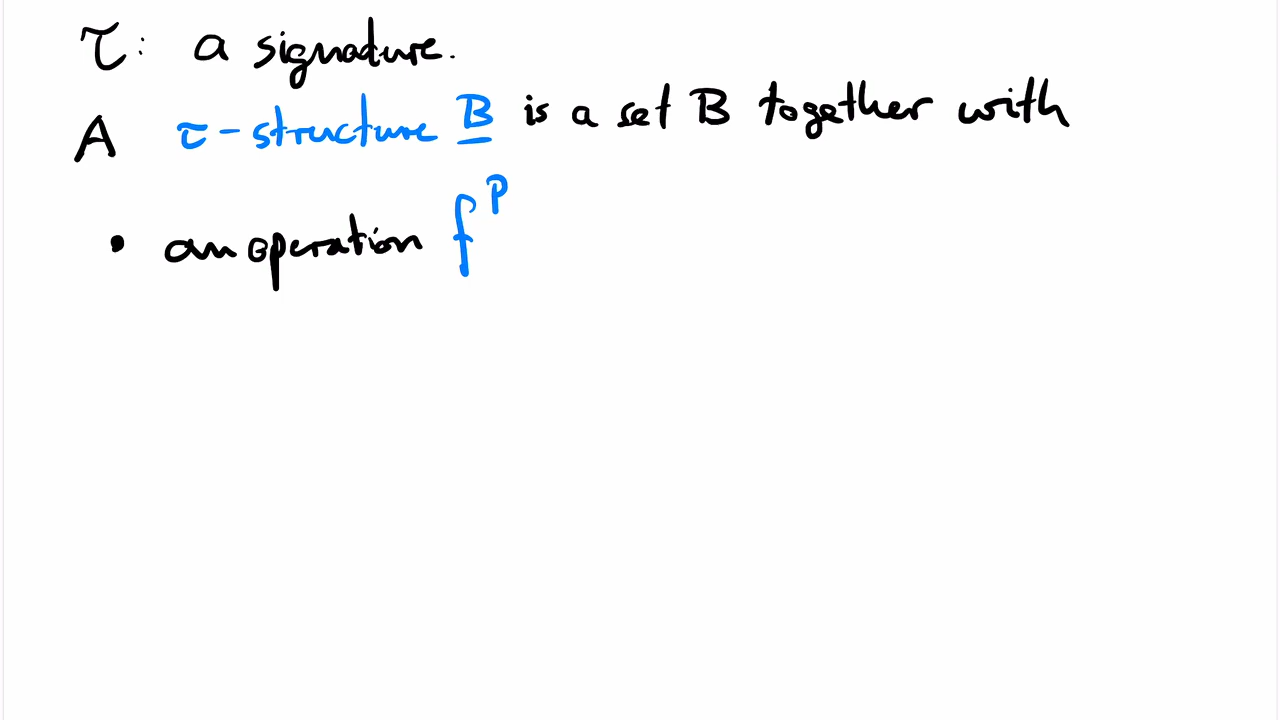 τ: a signature.
A τ-structure B is a set B together with
• an operation f^P